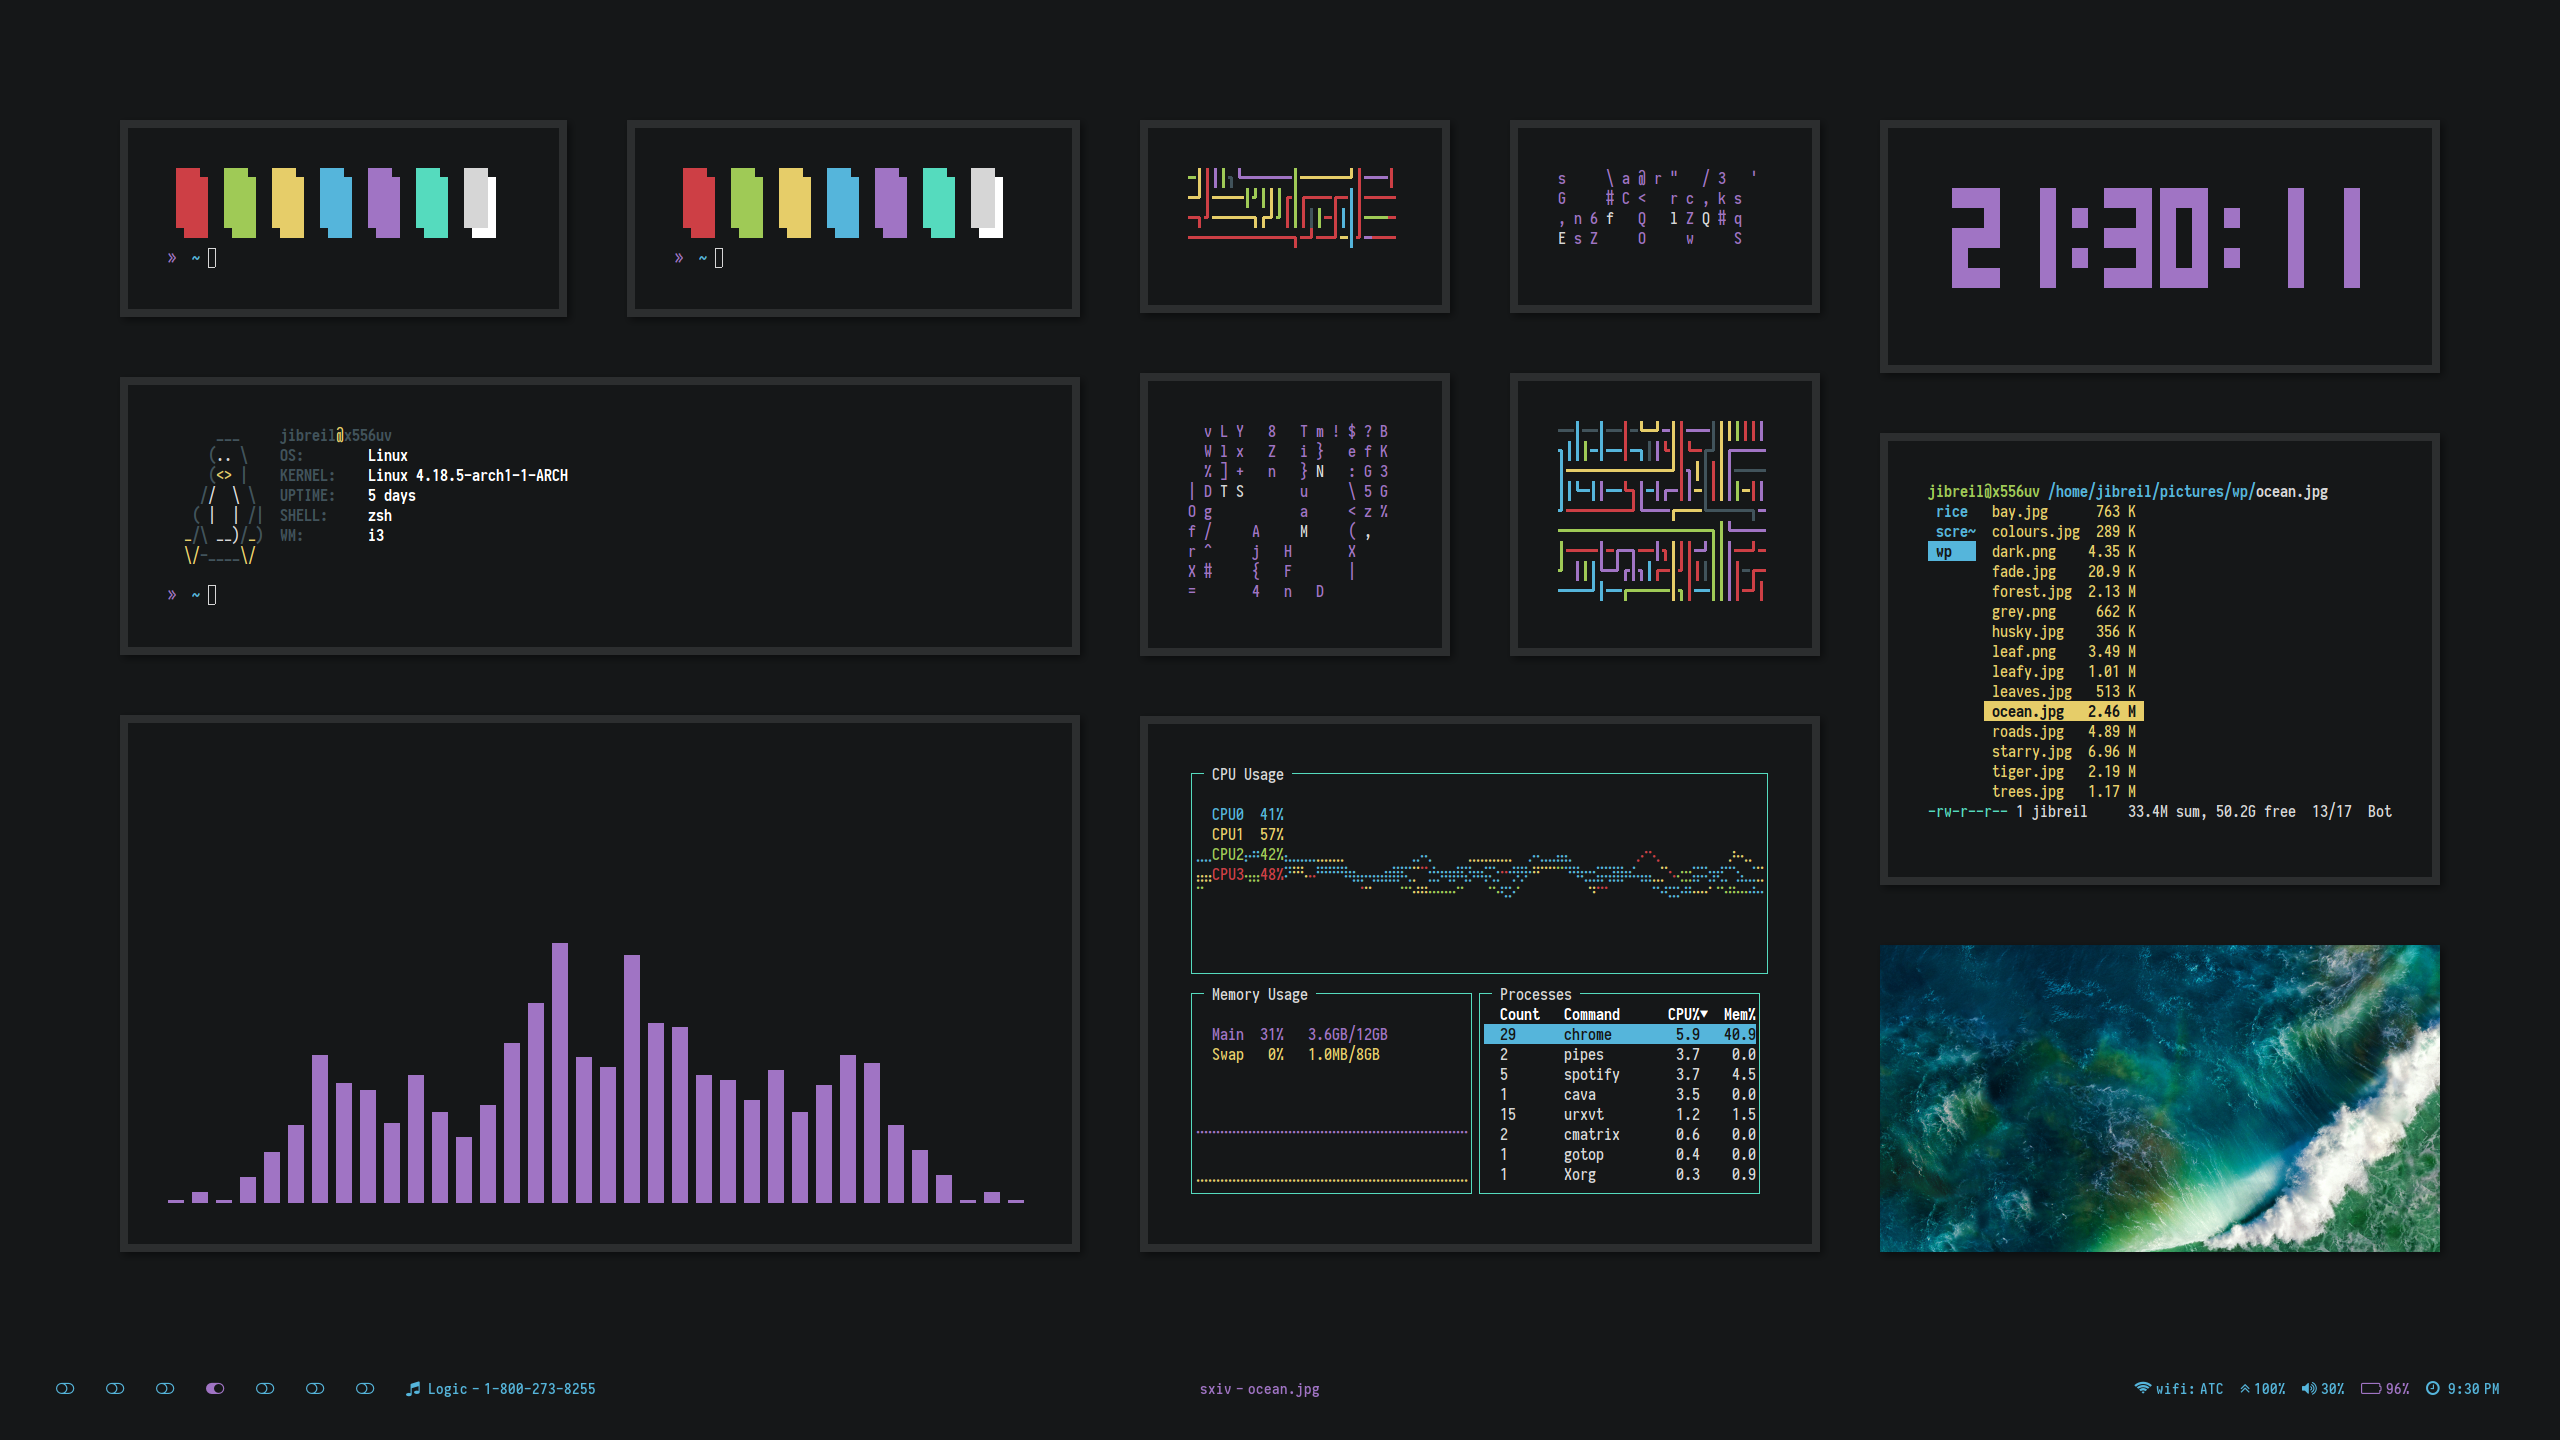 » ~
» ~
s \ a @ r " / 3 '
G # C < r c , k s
, n 6 f Q l Z Q # q
E s Z O w S
21:30:11
jibreil@x556uv
OS: Linux
KERNEL: Linux 4.18.5-arch1-1-ARCH
UPTIME: 5 days
SHELL: zsh
WM: i3
» ~
v L Y 8 T m ! $ ? B
W l x Z i } e f K
% ] + n } N : G 3
| D T S u \ 5 G
O g a < z %
f / A M ( ,
r ^ j H X
X # { F |
= 4 n D
jibreil@x556uv /home/jibreil/pictures/wp/ocean.jpg
rice bay.jpg 763 K
scre~ colours.jpg 289 K
wp dark.png 4.35 K
fade.jpg 20.9 K
forest.jpg 2.13 M
grey.png 662 K
husky.jpg 356 K
leaf.png 3.49 M
leafy.jpg 1.01 M
leaves.jpg 513 K
ocean.jpg 2.46 M
roads.jpg 4.89 M
starry.jpg 6.96 M
tiger.jpg 2.19 M
trees.jpg 1.17 M
-rw-r--r-- 1 jibreil 33.4M sum, 50.2G free 13/17 Bot
CPU Usage
CPU0 41%
CPU1 57%
CPU2 42%
CPU3 48%
Memory Usage
Main 31% 3.6GB/12GB
Swap 0% 1.0MB/8GB
Processes
Count Command CPU%▼ Mem%
29 chrome 5.9 40.9
2 pipes 3.7 0.0
5 spotify 3.7 4.5
1 cava 3.5 0.0
15 urxvt 1.2 1.5
2 cmatrix 0.6 0.0
1 gotop 0.4 0.0
1 Xorg 0.3 0.9
Logic - 1-800-273-8255
sxiv - ocean.jpg
wifi: ATC 100% 30% 96% 9:30 PM